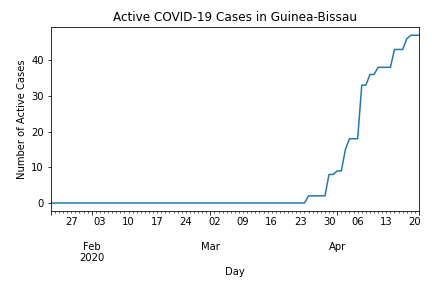 Active COVID-19 Cases in Guinea-Bissau
Number of Active Cases
40
30
20
10
0
27 03 10 17 24 02 09 16 23 30 06 13 20
Feb Mar Apr
2020
Day